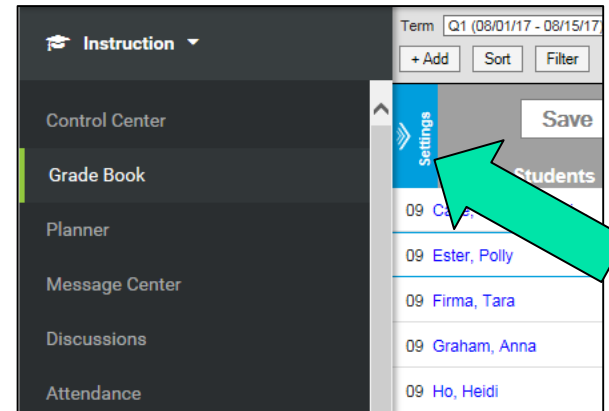 Instruction
Control Center
Grade Book
Planner
Message Center
Discussions
Attendance
Term Q1 (08/01/17 - 08/15/17)
+ Add Sort Filter
Settings
Save
Students
09
09 Ester, Polly
09 Firma, Tara
09 Graham, Anna
09 Ho, Heidi